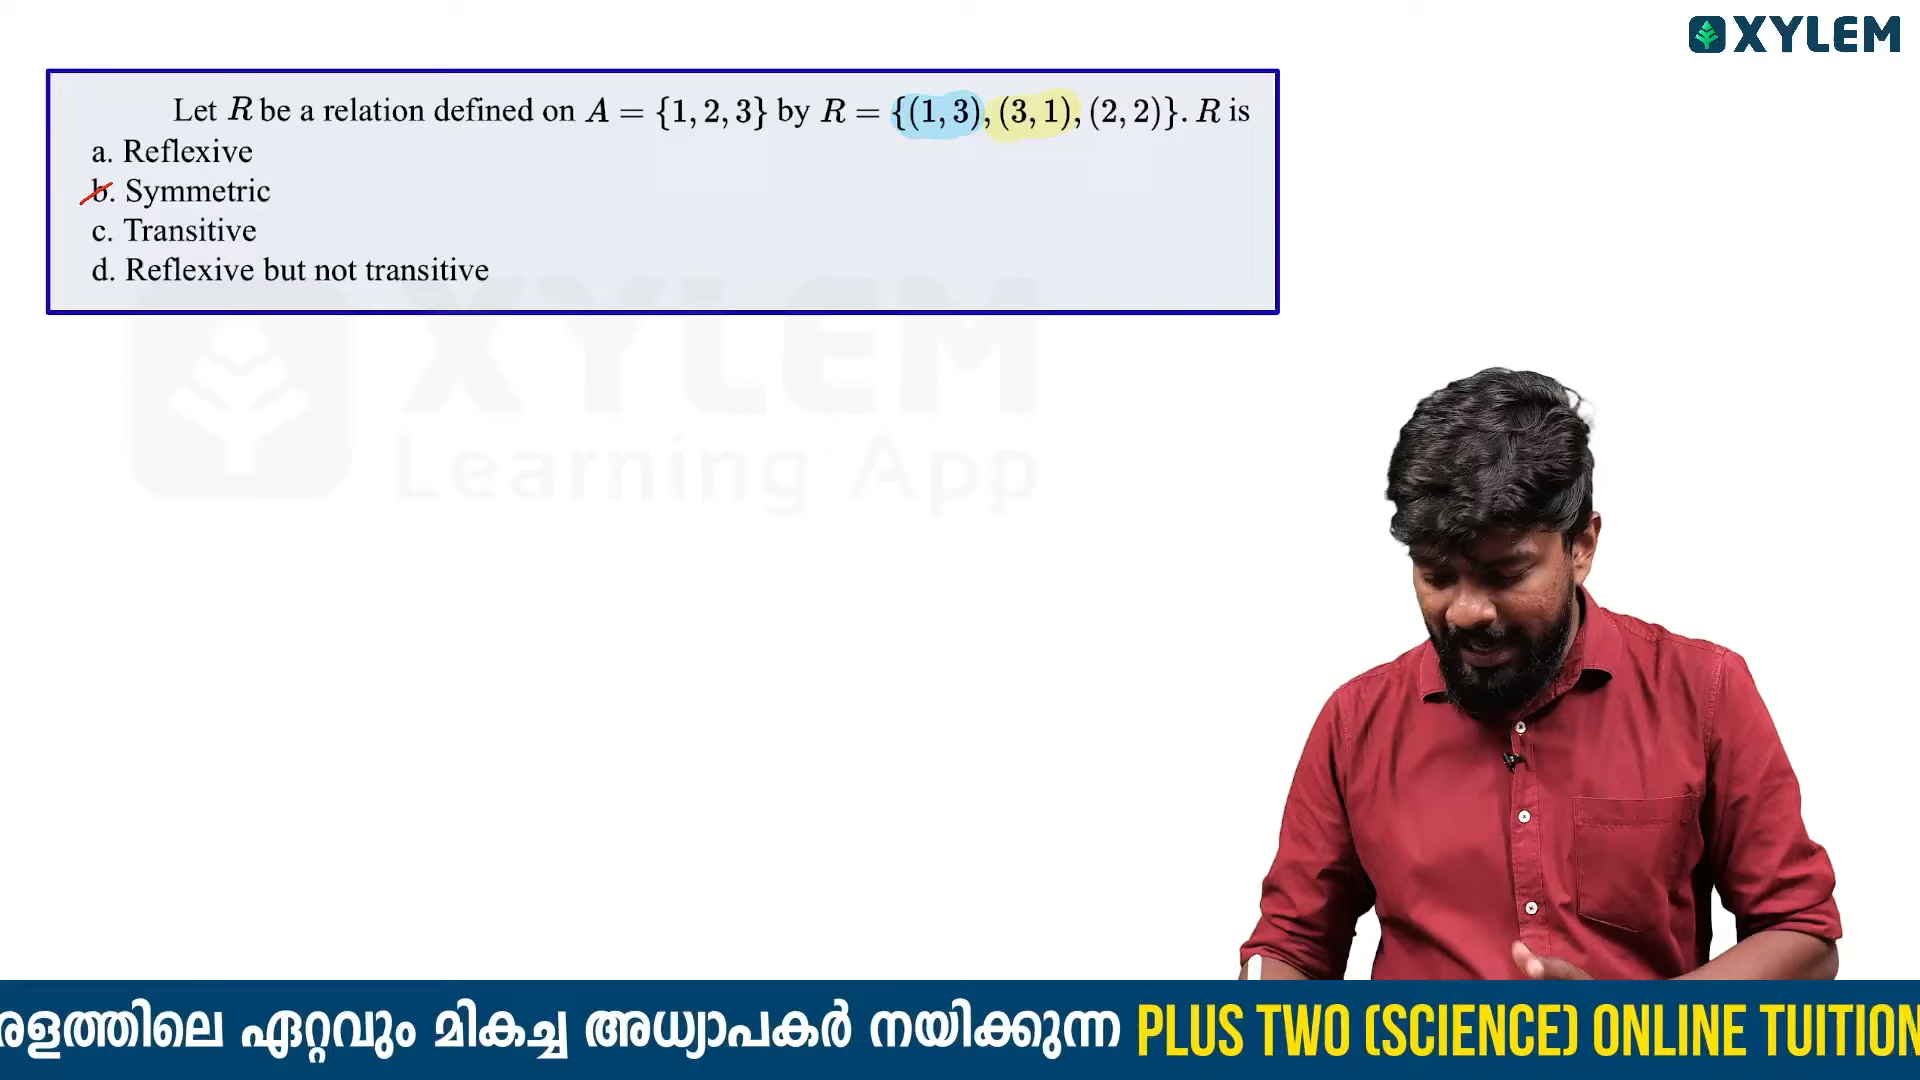 XYLEM
Let R be a relation defined on A = {1, 2, 3} by R = {(1, 3), (3, 1), (2, 2)}. R is
a. Reflexive
b. Symmetric
c. Transitive
d. Reflexive but not transitive
XYLEM
Learning App
രളത്തിലെ ഏറ്റവും മികച്ച അധ്യാപകർ നയിക്കുന്ന PLUS TWO (SCIENCE) ONLINE TUITION